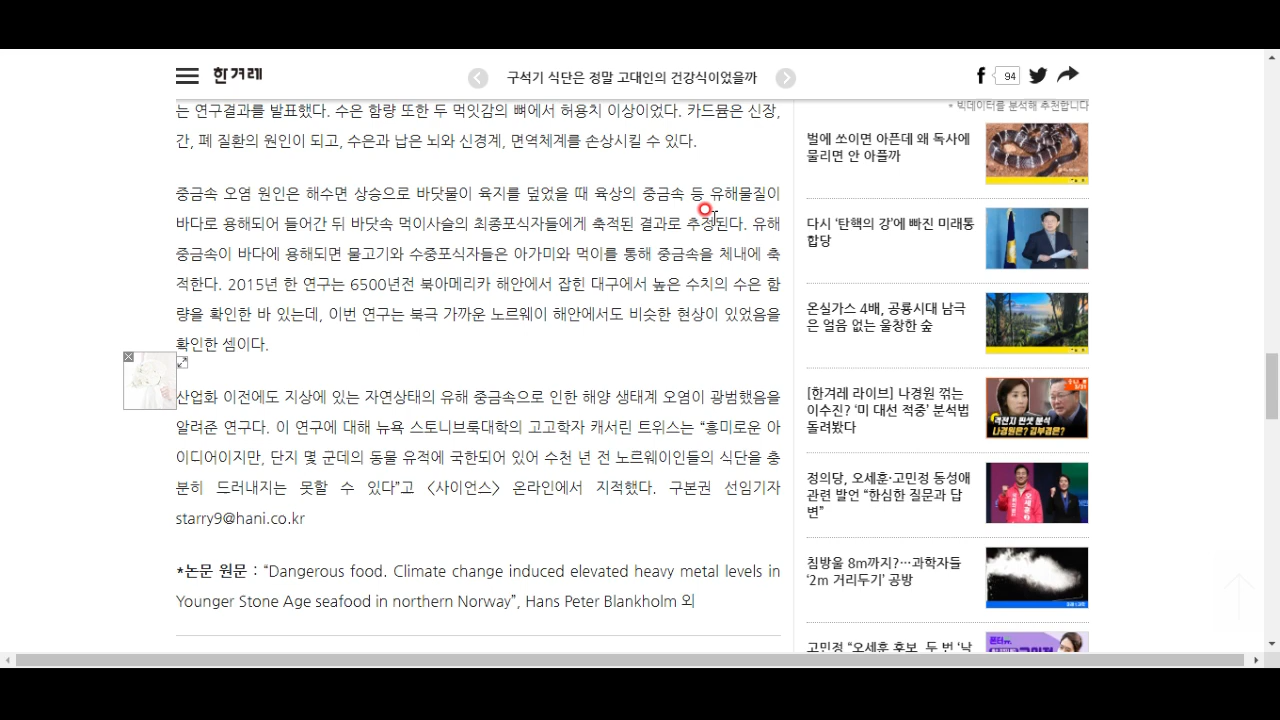 한겨레
구석기 식단은 정말 고대인의 건강식이었을까
94
는 연구결과를 발표했다. 수은 함량 또한 두 먹잇감의 뼈에서 허용치 이상이었다. 카드뮴은 신장,
간, 폐 질환의 원인이 되고, 수은과 납은 뇌와 신경계, 면역체계를 손상시킬 수 있다.
중금속 오염 원인은 해수면 상승으로 바닷물이 육지를 덮었을 때 육상의 중금속 등 유해물질이
바다로 용해되어 들어간 뒤 바닷속 먹이사슬의 최종포식자들에게 축적된 결과로 추정된다. 유해
중금속이 바다에 용해되면 물고기와 수중포식자들은 아가미와 먹이를 통해 중금속을 체내에 축
적한다. 2015년 한 연구는 6500년전 북아메리카 해안에서 잡힌 대구에서 높은 수치의 수은 함
량을 확인한 바 있는데, 이번 연구는 북극 가까운 노르웨이 해안에서도 비슷한 현상이 있었음을
확인한 셈이다.
산업화 이전에도 지상에 있는 자연상태의 유해 중금속으로 인한 해양 생태계 오염이 광범했음을
알려준 연구다. 이 연구에 대해 뉴욕 스토니브룩대학의 고고학자 캐서린 트위스는 “흥미로운 아
이디어이지만, 단지 몇 군데의 동물 유적에 국한되어 있어 수천 년 전 노르웨이인들의 식단을 충
분히 드러내지는 못할 수 있다”고 〈사이언스〉 온라인에서 지적했다. 구본권 선임기자
starry9@hani.co.kr
*논문 원문 : “Dangerous food. Climate change induced elevated heavy metal levels in
Younger Stone Age seafood in northern Norway”, Hans Peter Blankholm 외
* 빅데이터를 분석해 추천합니다
벌에 쏘이면 아픈데 왜 독사에
물리면 안 아플까
다시 ‘탄핵의 강’에 빠진 미래통
합당
온실가스 4배, 공룡시대 남극
은 얼음 없는 울창한 숲
[한겨레 라이브] 나경원 꺾는
이수진? ‘미 대선 적중’ 분석법
돌려봤다
격전지 판셋 분석
나경원은? 김부겸은?
정의당, 오세훈·고민정 동성애
관련 발언 “한심한 질문과 답
변”
침방울 8m까지?…과학자들
‘2m 거리두기’ 공방
고민정 “오세훈 후보, 두 번 ‘낙